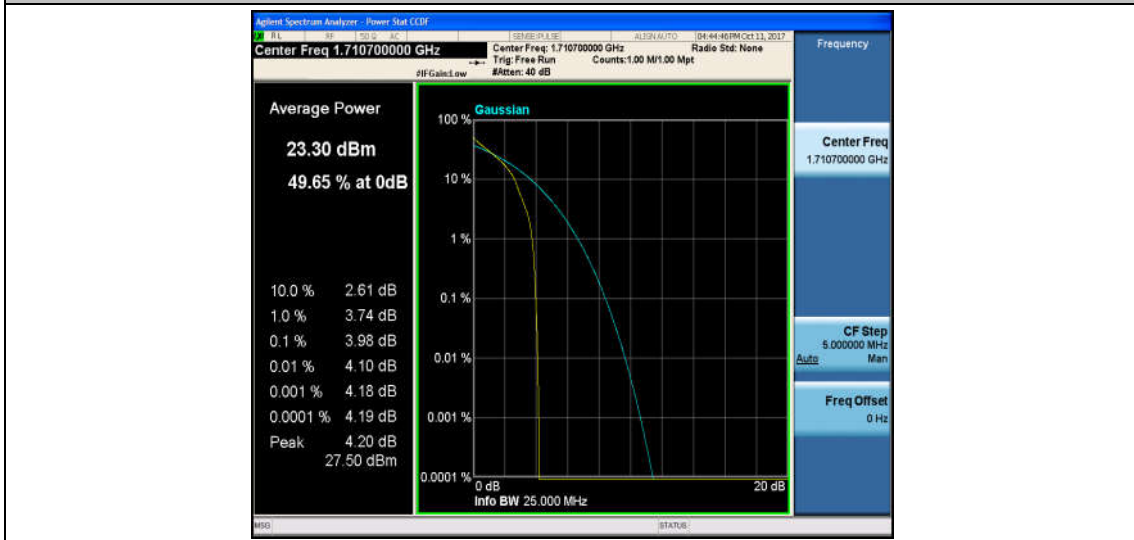 Agilent Spectrum Analyzer - Power Stat CCDF
RL RF 50 Ω AC SENSE:PULSE ALIGN AUTO 04:44:46 PM Oct 11, 2017
Center Freq 1.710700000 GHz
Center Freq: 1.710700000 GHz Radio Std: None
Trig: Free Run Counts:1.00 M/1.00 Mpt
#IFGain:Low #Atten: 40 dB
Frequency
Average Power
23.30 dBm
49.65 % at 0dB
10.0 % 2.61 dB
1.0 % 3.74 dB
0.1 % 3.98 dB
0.01 % 4.10 dB
0.001 % 4.18 dB
0.0001 % 4.19 dB
Peak 4.20 dB
27.50 dBm
Gaussian
100 %
10 %
1 %
0.1 %
0.01 %
0.001 %
0.0001 %
0 dB 20 dB
Info BW 25.000 MHz
Center Freq
1.710700000 GHz
CF Step
5.000000 MHz
Auto Man
Freq Offset
0 Hz
MSG STATUS